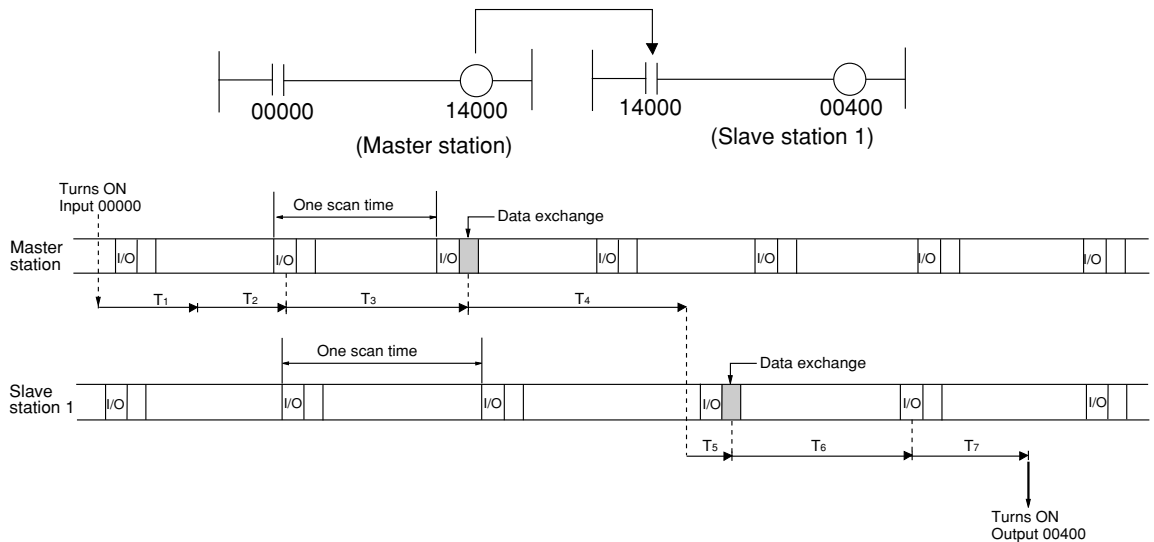 00000
14000
14000
00400
(Master station)
(Slave station 1)
Turns ON
Input 00000
One scan time
Data exchange
Master
station
I/O
I/O
I/O
I/O
I/O
I/O
I/O
T1
T2
T3
T4
One scan time
Data exchange
Slave
station 1
I/O
I/O
I/O
I/O
I/O
I/O
T5
T6
T7
Turns ON
Output 00400